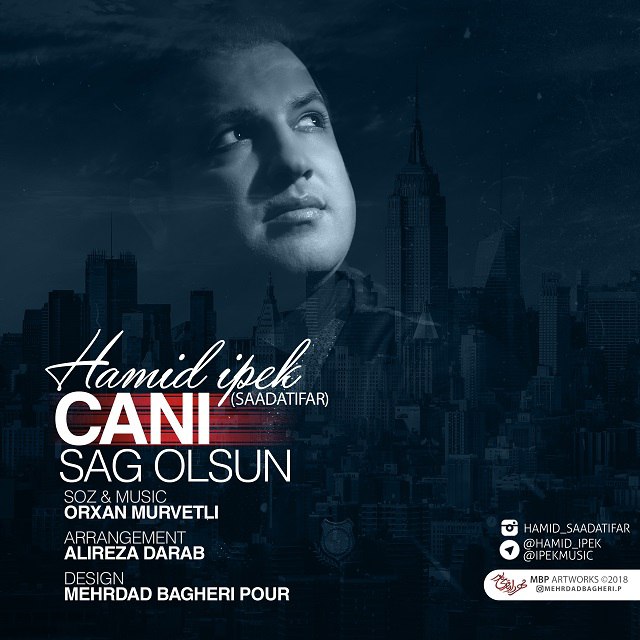 Hamid ipek
(SAADATIFAR)
CANI
SAG OLSUN
SOZ & MUSIC
ORXAN MURVETLI
ARRANGEMENT
ALIREZA DARAB
DESIGN
MEHRDAD BAGHERI POUR
HAMID_SAADATIFAR
@HAMID_IPEK
@IPEKMUSIC
MBP ARTWORKS ©2018
@MEHRDADBAGHERI.P